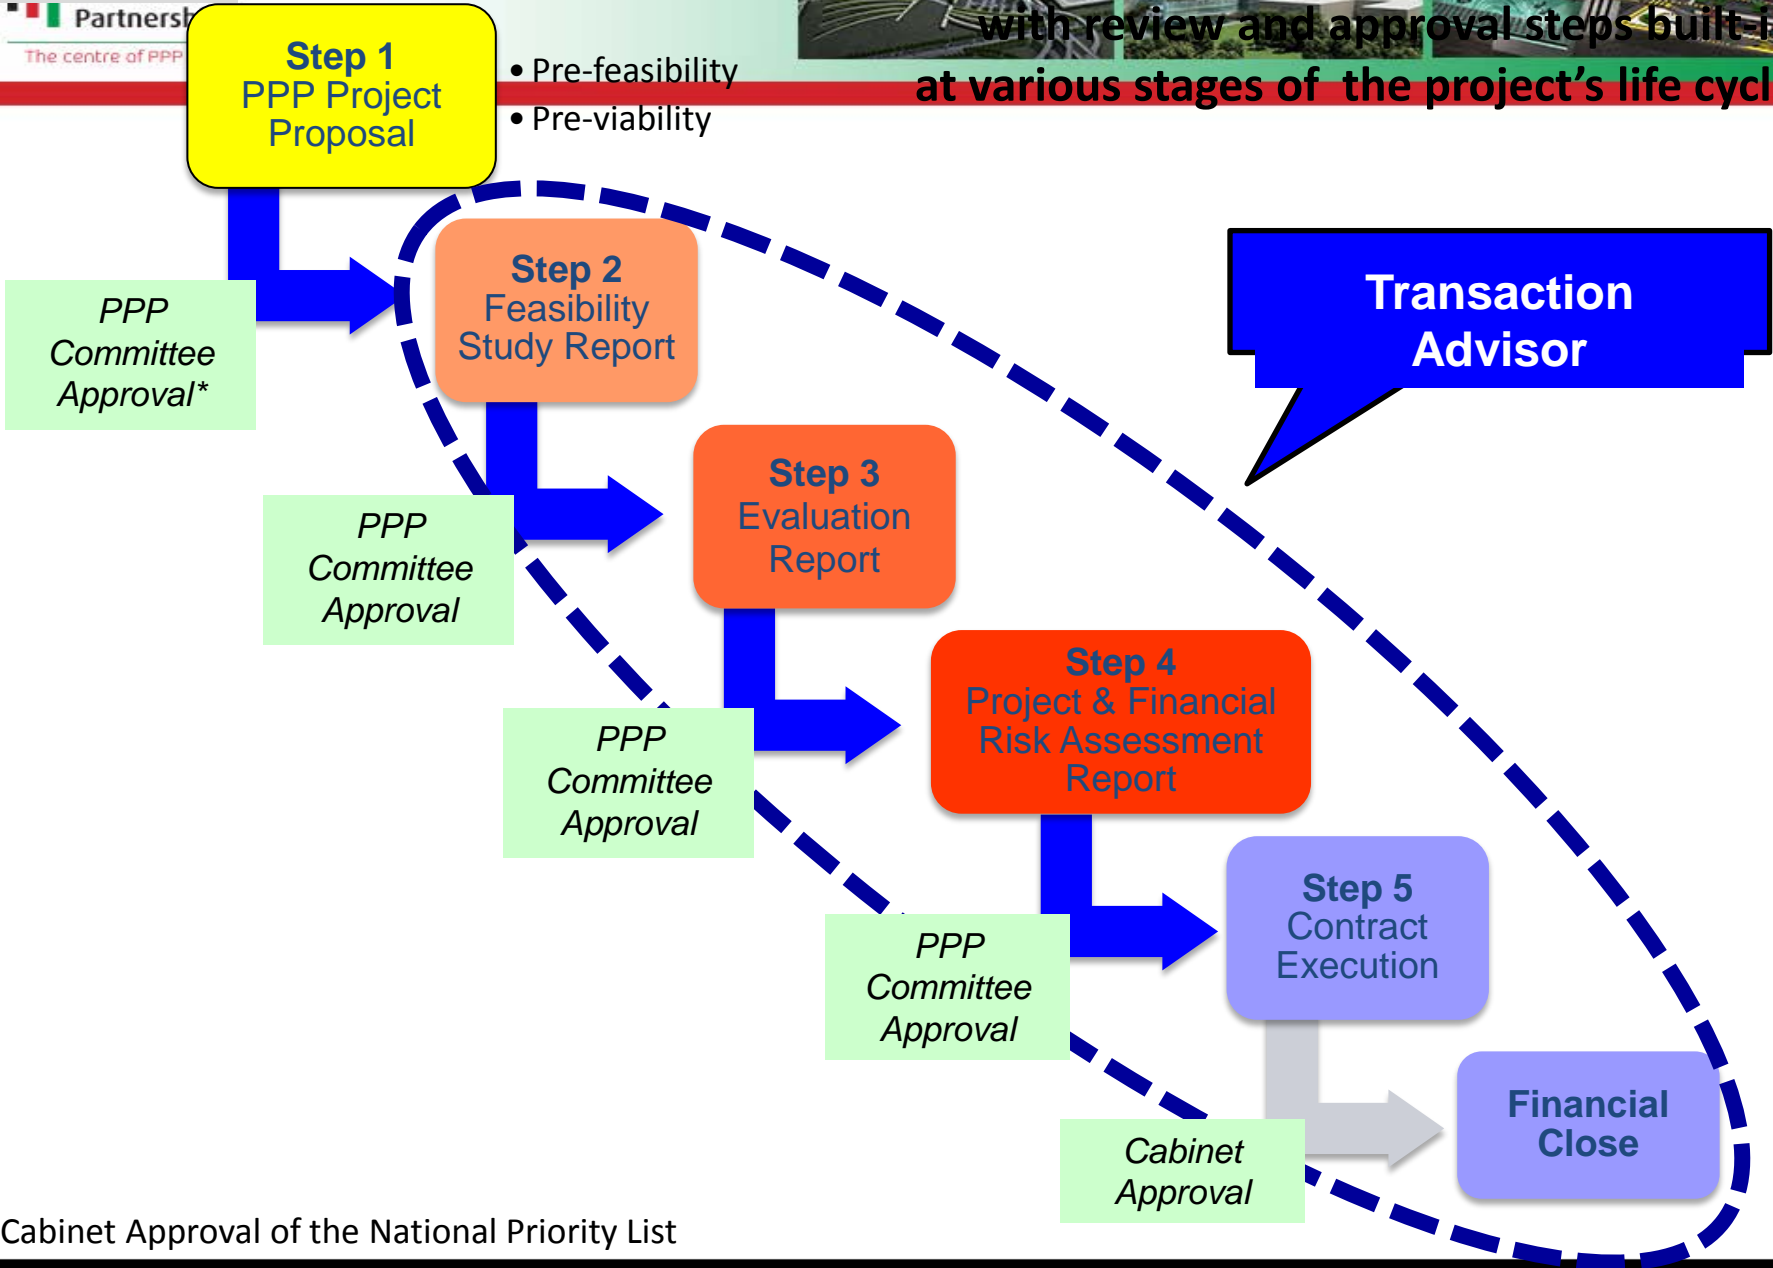 Partnersh
The centre of PPP
with review and approval steps built-i
at various stages of the project's life cycl
Step 1
PPP Project
Proposal
• Pre-feasibility
• Pre-viability
PPP
Committee
Approval*
Step 2
Feasibility
Study Report
Transaction
Advisor
PPP
Committee
Approval
Step 3
Evaluation
Report
PPP
Committee
Approval
Step 4
Project & Financial
Risk Assessment
Report
PPP
Committee
Approval
Step 5
Contract
Execution
Cabinet
Approval
Financial
Close
Cabinet Approval of the National Priority List